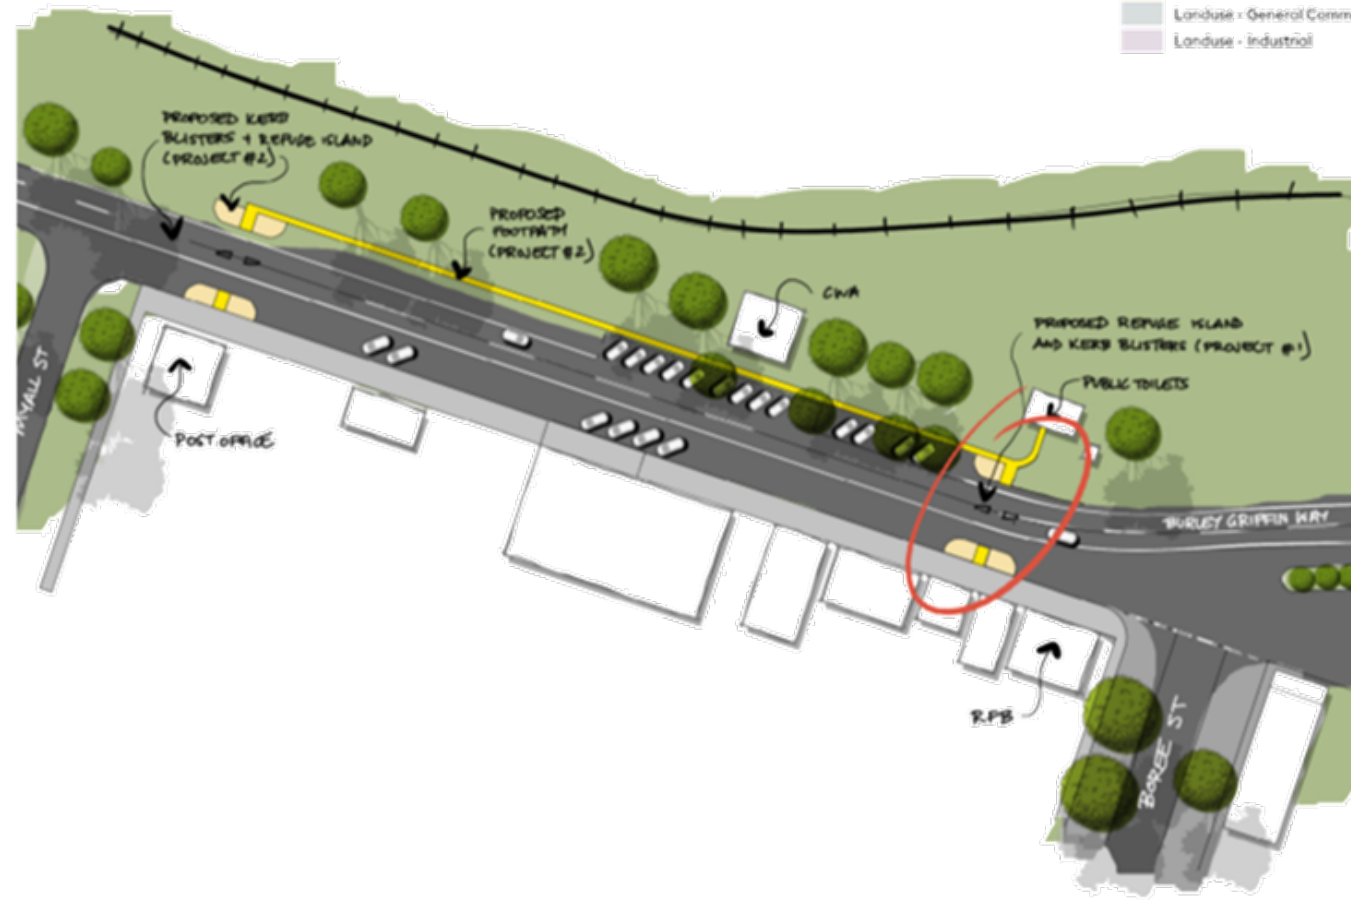 Landuse - General Comm
Landuse - Industrial
PROPOSED KERB
BLISTERS + REFUGE ISLAND
(PROJECT #2)
PROPOSED
FOOTPATH
(PROJECT #2)
CWA
PROPOSED REFUGE ISLAND
AND KERB BLISTERS (PROJECT #1)
PUBLIC TOILETS
MYALL ST
POST OFFICE
BURLEY GRIFFIN WAY
BOREE ST